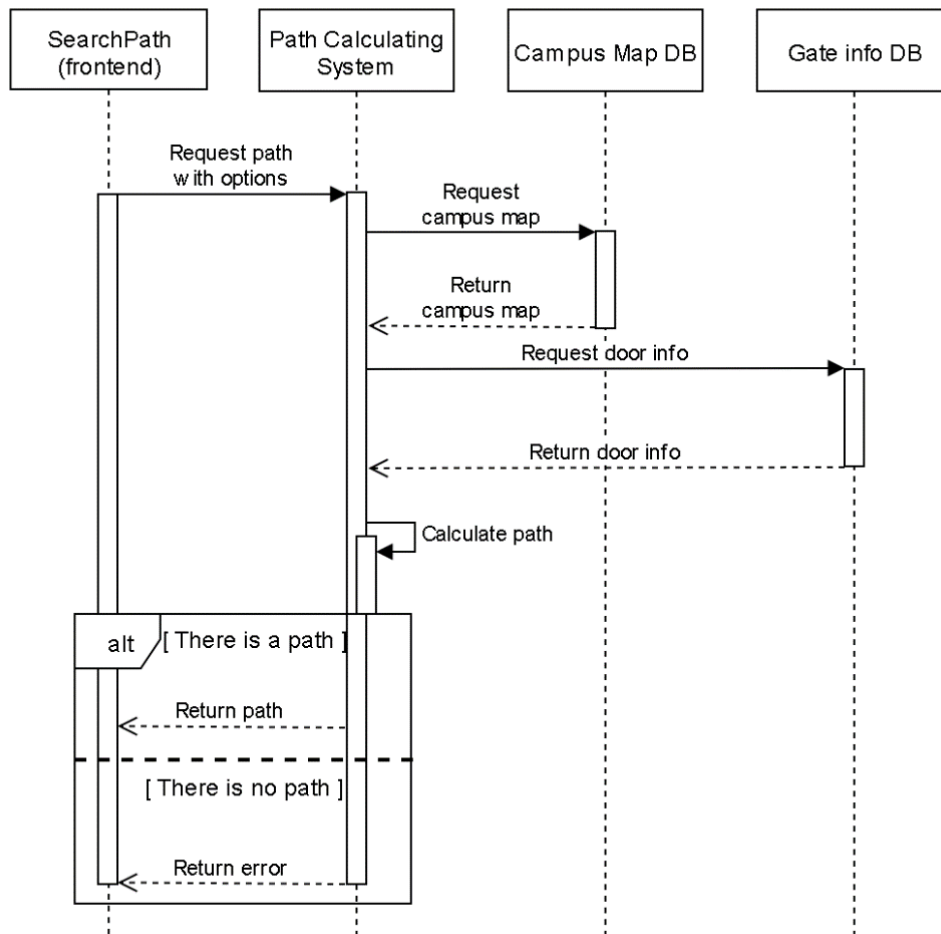 SearchPath
(frontend)
Path Calculating
System
Campus Map DB
Gate info DB
Request path
with options
Request
campus map
Return
campus map
Request door info
Return door info
Calculate path
alt
[ There is a path ]
Return path
[ There is no path ]
Return error